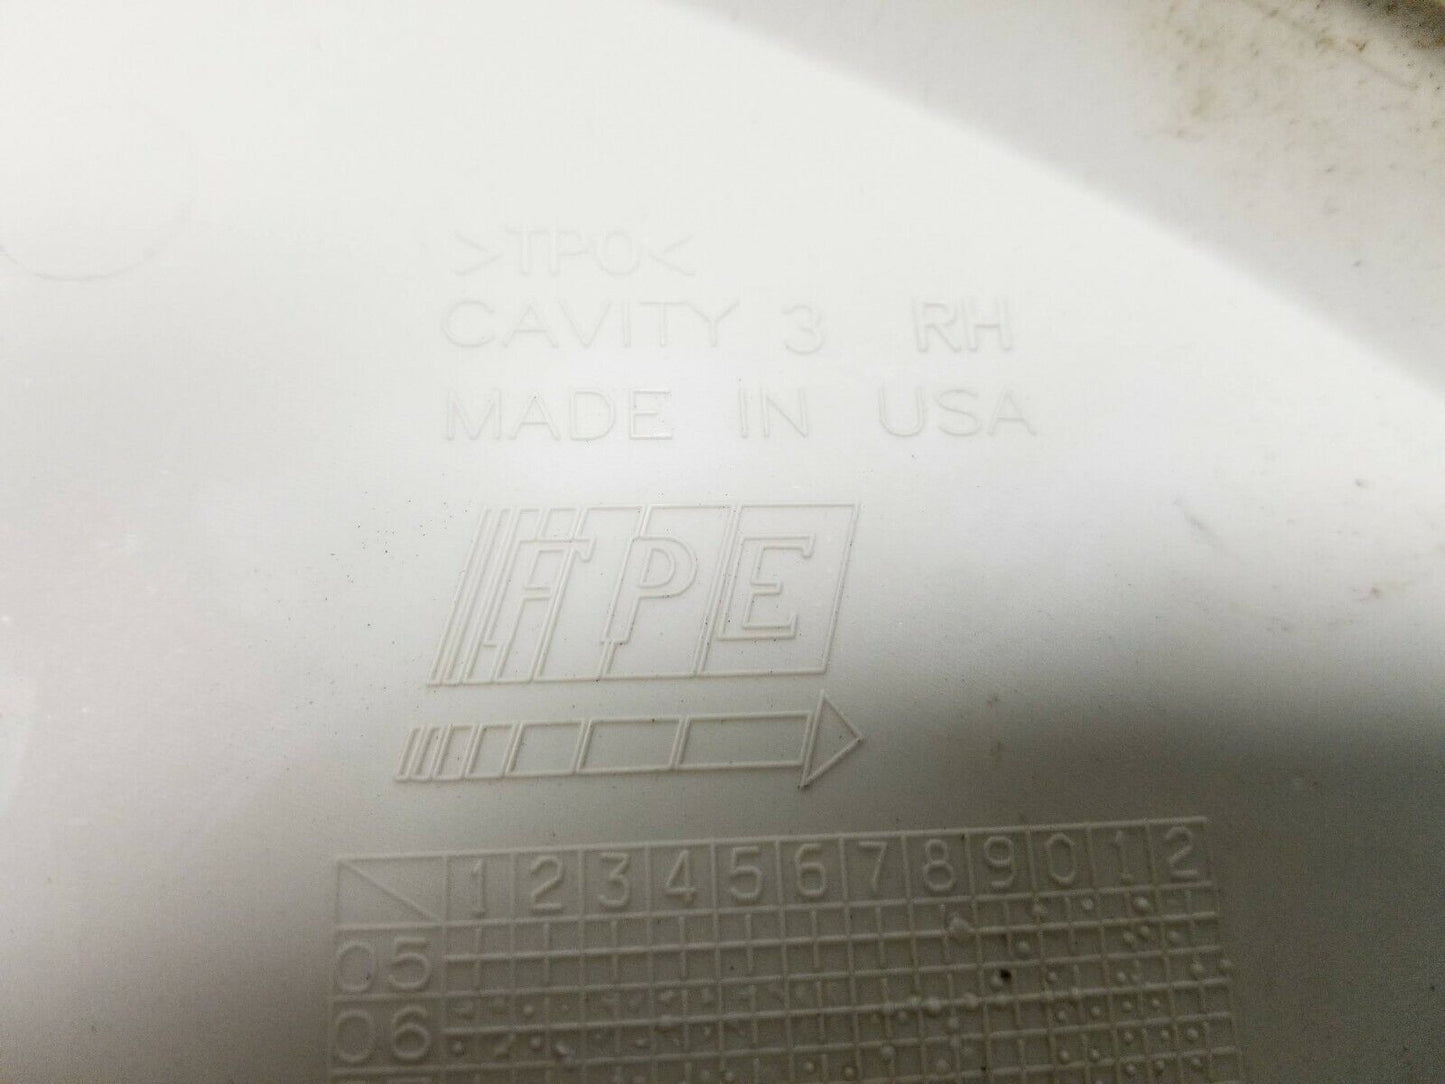 >TPO<
CAVITY 3 RH
MADE IN USA
TPE
1 2 3 4 5 6 7 8 9 0 1 2
05
06